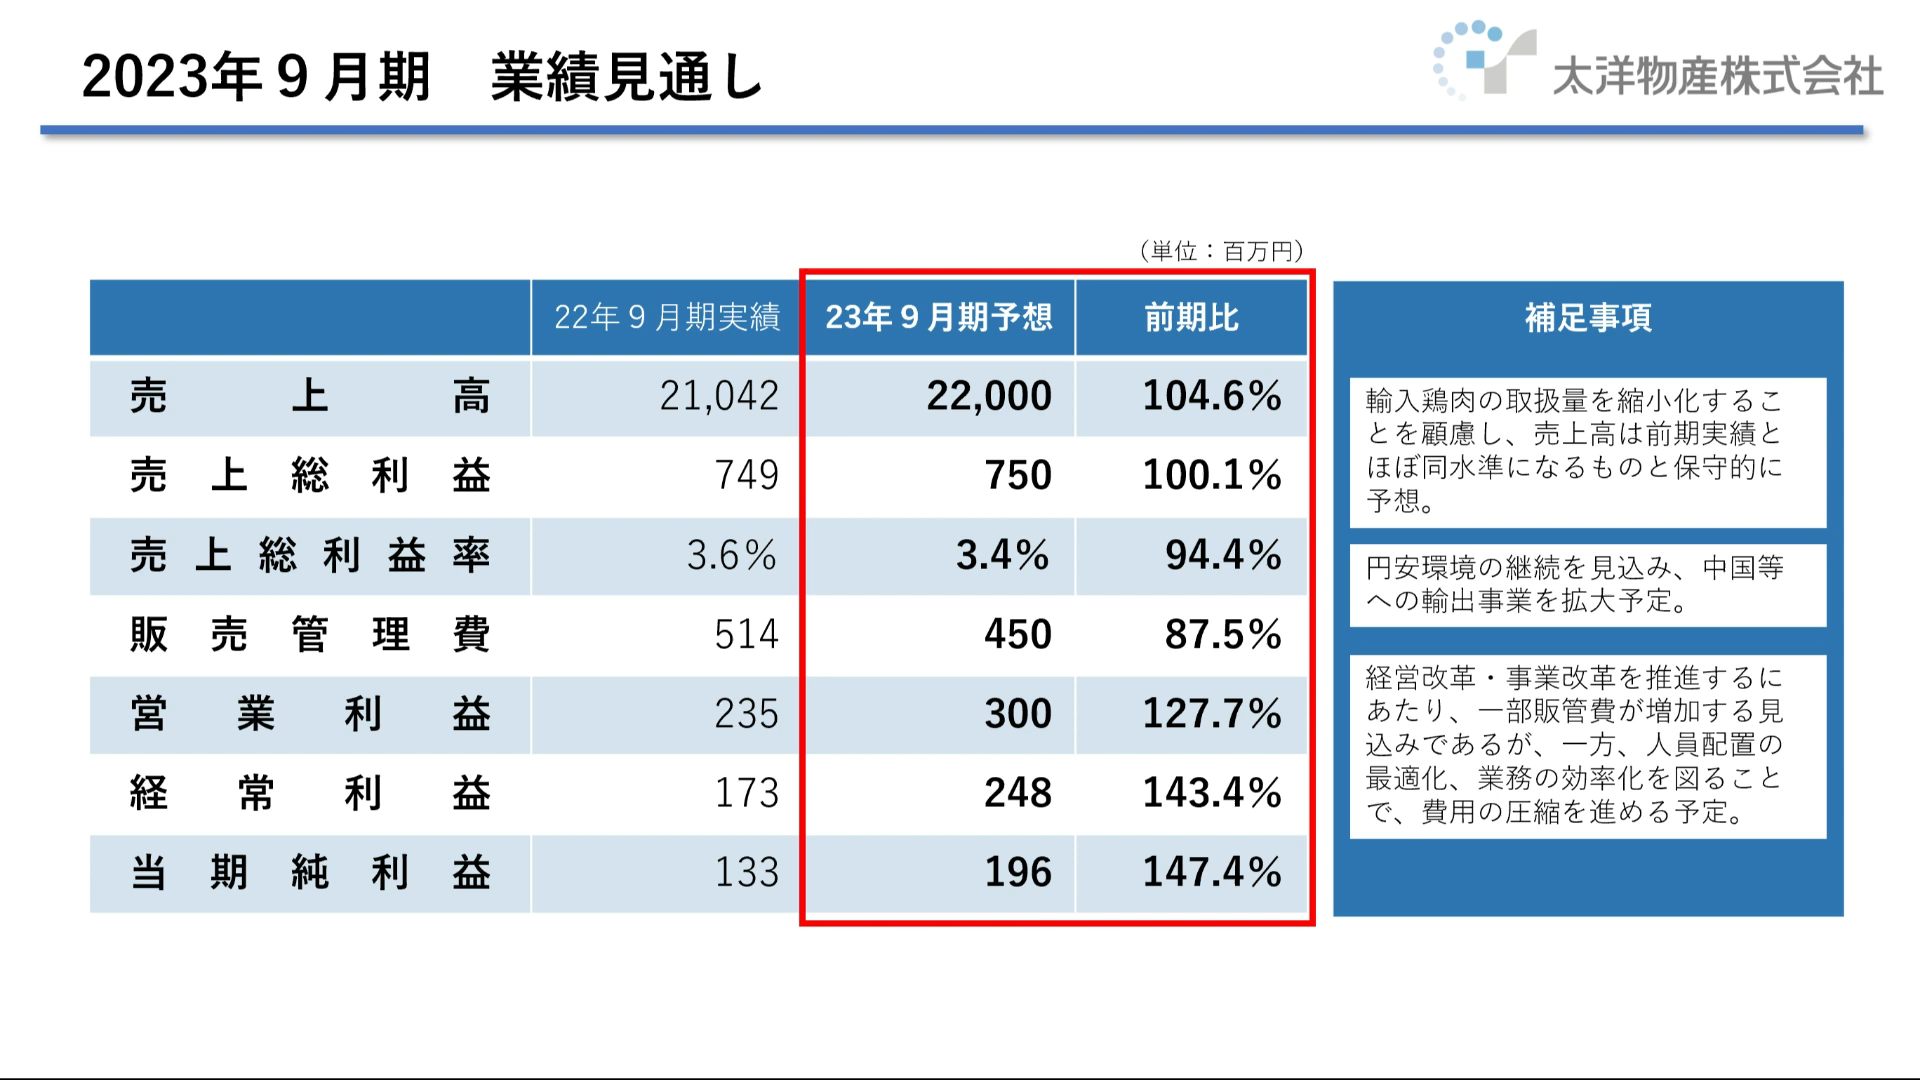 2023年９月期　業績見通し
太洋物産株式会社
（単位：百万円）
22年９月期実績 23年９月期予想 前期比
売上高 21,042 22,000 104.6%
売上総利益 749 750 100.1%
売上総利益率 3.6% 3.4% 94.4%
販売管理費 514 450 87.5%
営業利益 235 300 127.7%
経常利益 173 248 143.4%
当期純利益 133 196 147.4%
補足事項
輸入鶏肉の取扱量を縮小化するこ
とを顧慮し、売上高は前期実績と
ほぼ同水準になるものと保守的に
予想。
円安環境の継続を見込み、中国等
への輸出事業を拡大予定。
経営改革・事業改革を推進するに
あたり、一部販管費が増加する見
込みであるが、一方、人員配置の
最適化、業務の効率化を図ること
で、費用の圧縮を進める予定。